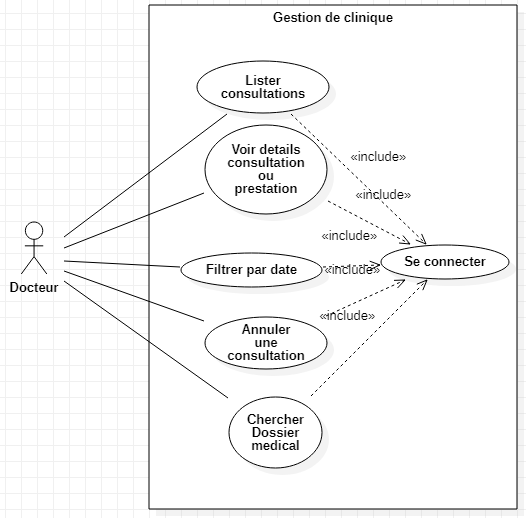 Gestion de clinique
Lister
consultations
«include»
Voir details
consultation
ou
prestation
«include»
«include»
Se connecter
Filtrer par date
«include»
Docteur
«include»
Annuler
une
consultation
Chercher
Dossier
medical